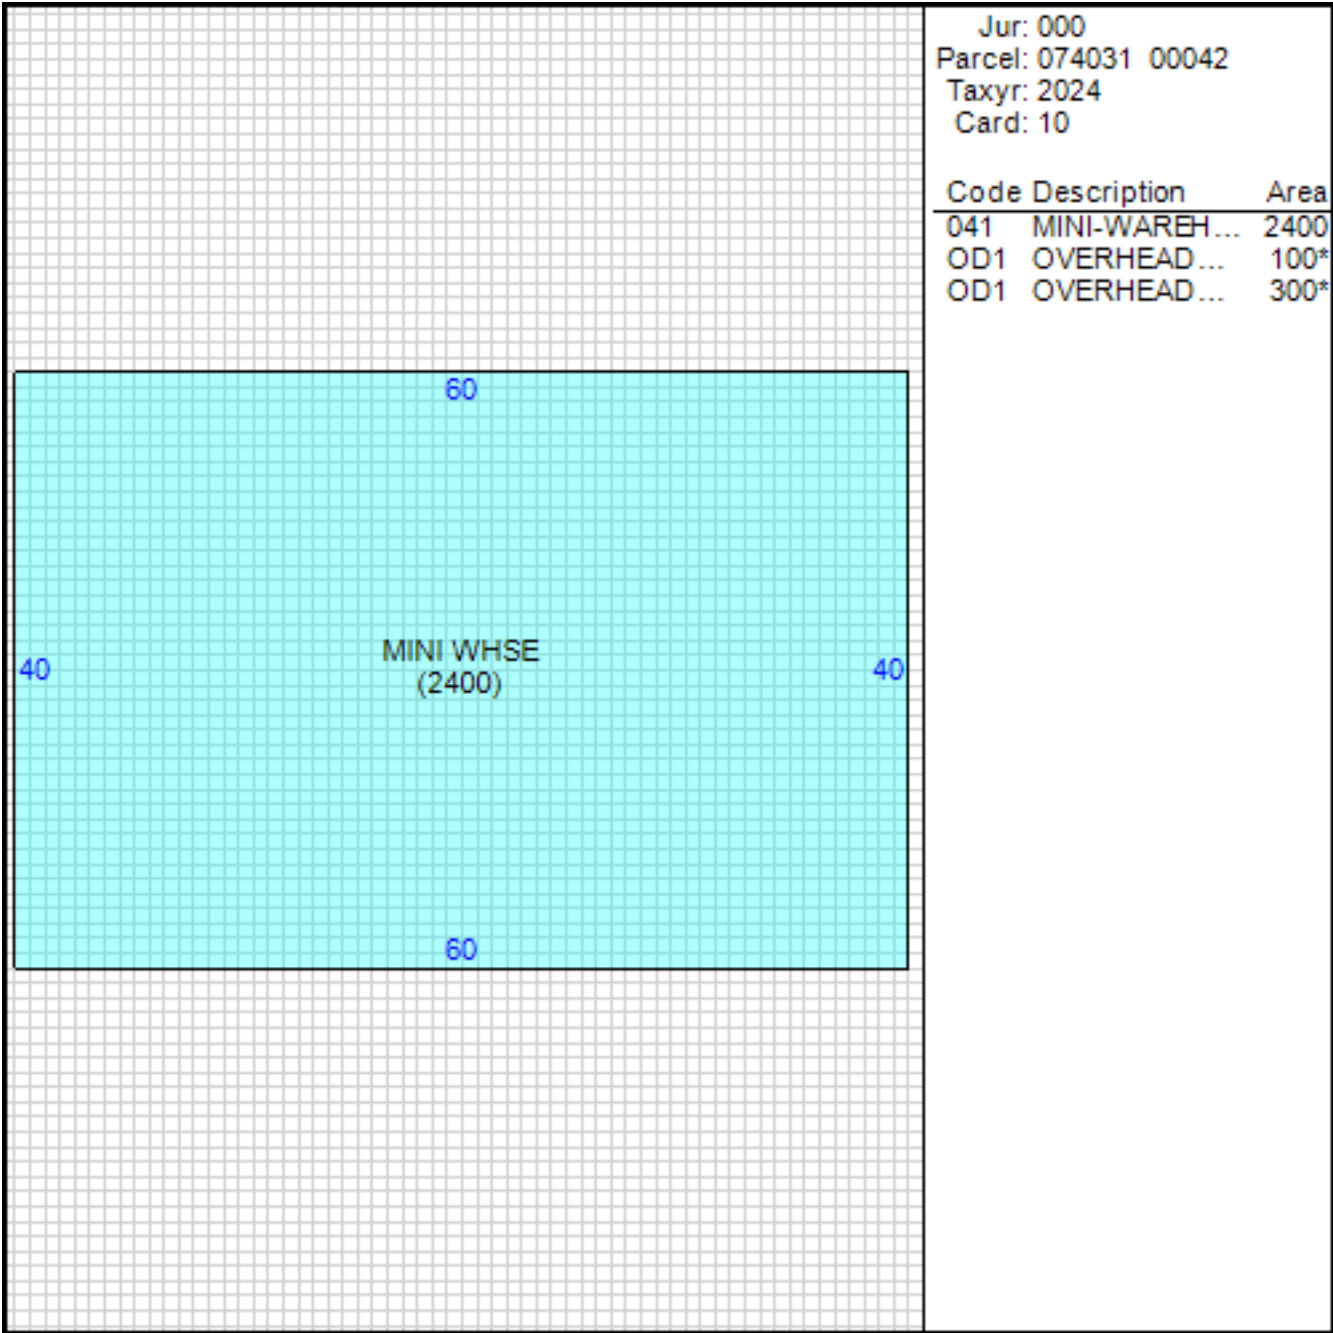 Jur: 000
Parcel: 074031 00042
Taxyr: 2024
Card: 10
Code Description Area
041 MINI-WAREH... 2400
OD1 OVERHEAD... 100*
OD1 OVERHEAD... 300*
60
MINI WHSE
40 40
(2400)
60